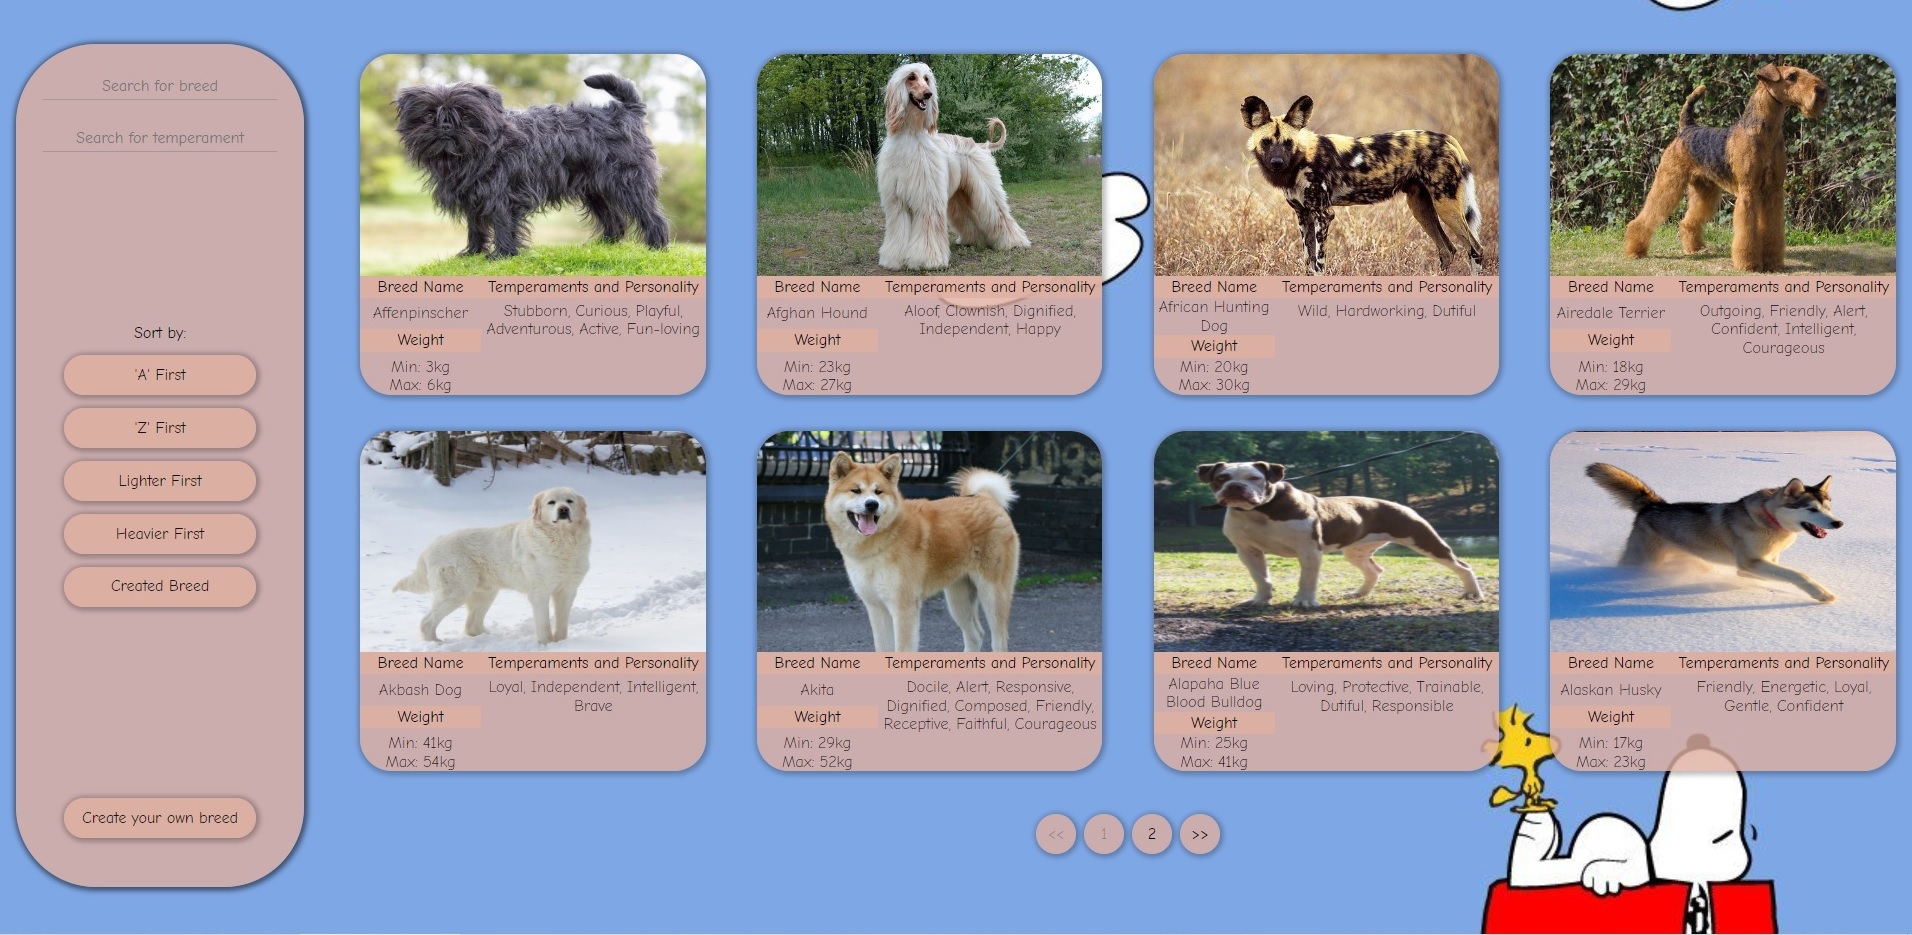 Search for breed
Search for temperament
Sort by:
'A' First
'Z' First
Lighter First
Heavier First
Created Breed
Create your own breed
Breed Name
Temperaments and Personality
Affenpinscher
Stubborn, Curious, Playful,
Adventurous, Active, Fun-loving
Weight
Min: 3kg
Max: 6kg
Breed Name
Temperaments and Personality
Afghan Hound
Aloof, Clownish, Dignified,
Independent, Happy
Weight
Min: 23kg
Max: 27kg
Breed Name
Temperaments and Personality
African Hunting
Dog
Wild, Hardworking, Dutiful
Weight
Min: 20kg
Max: 30kg
Breed Name
Temperaments and Personality
Airedale Terrier
Outgoing, Friendly, Alert,
Confident, Intelligent,
Courageous
Weight
Min: 18kg
Max: 29kg
Breed Name
Temperaments and Personality
Akbash Dog
Loyal, Independent, Intelligent,
Brave
Weight
Min: 41kg
Max: 54kg
Breed Name
Temperaments and Personality
Akita
Docile, Alert, Responsive,
Dignified, Composed, Friendly,
Receptive, Faithful, Courageous
Weight
Min: 29kg
Max: 52kg
Breed Name
Temperaments and Personality
Alapaha Blue
Blood Bulldog
Loving, Protective, Trainable,
Dutiful, Responsible
Weight
Min: 25kg
Max: 41kg
Breed Name
Temperaments and Personality
Alaskan Husky
Friendly, Energetic, Loyal,
Gentle, Confident
Weight
Min: 17kg
Max: 23kg
<< 1 2 >>